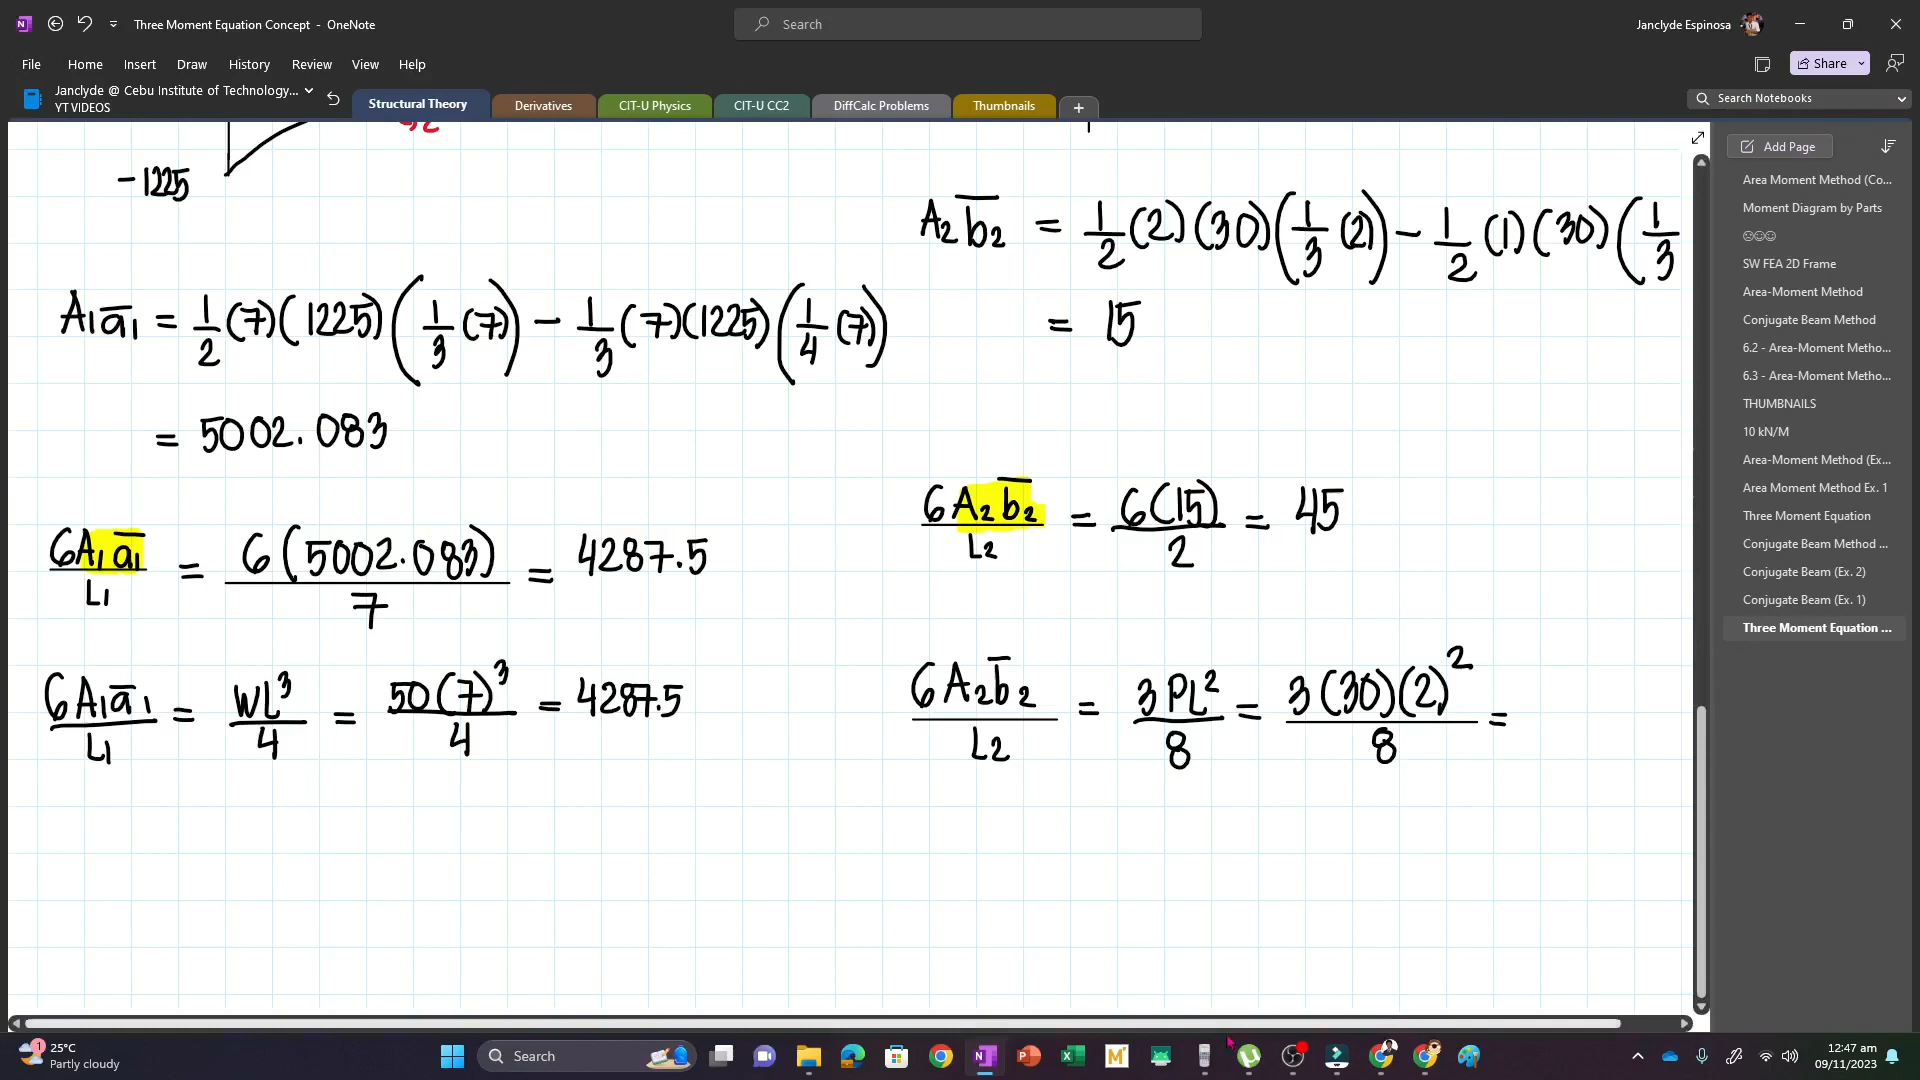 Three Moment Equation Concept - OneNote
Search
Janclyde Espinosa
File Home Insert Draw History Review View Help
Share
Janclyde @ Cebu Institute of Technology...
YT VIDEOS
Structural Theory Derivatives CIT-U Physics CIT-U CC2 DiffCalc Problems Thumbnails +
Search Notebooks
Add Page
Area Moment Method (Co...
Moment Diagram by Parts
☹☺☺
SW FEA 2D Frame
Area-Moment Method
Conjugate Beam Method
6.2 - Area-Moment Metho...
6.3 - Area-Moment Metho...
THUMBNAILS
10 kN/M
Area-Moment Method (Ex...
Area Moment Method Ex. 1
Three Moment Equation
Conjugate Beam Method ...
Conjugate Beam (Ex. 2)
Conjugate Beam (Ex. 1)
Three Moment Equation ...
-1225
A₁a̅₁ = 1/2 (7)(1225)(1/3 (7)) - 1/3 (7)(1225)(1/4 (7))
= 5002.083
6A₁a̅₁/L₁ = 6(5002.083)/7 = 4287.5
6A₁a̅₁/L₁ = WL³/4 = 50(7)³/4 = 4287.5
A₂b̅₂ = 1/2 (2)(30)(1/3 (2)) - 1/2 (1)(30)(1/3
= 15
6A₂b̅₂/L₂ = 6(15)/2 = 45
6A₂b̅₂/L₂ = 3PL²/8 = 3(30)(2)²/8 =
1
25°C
Partly cloudy
Search
12:47 am
09/11/2023